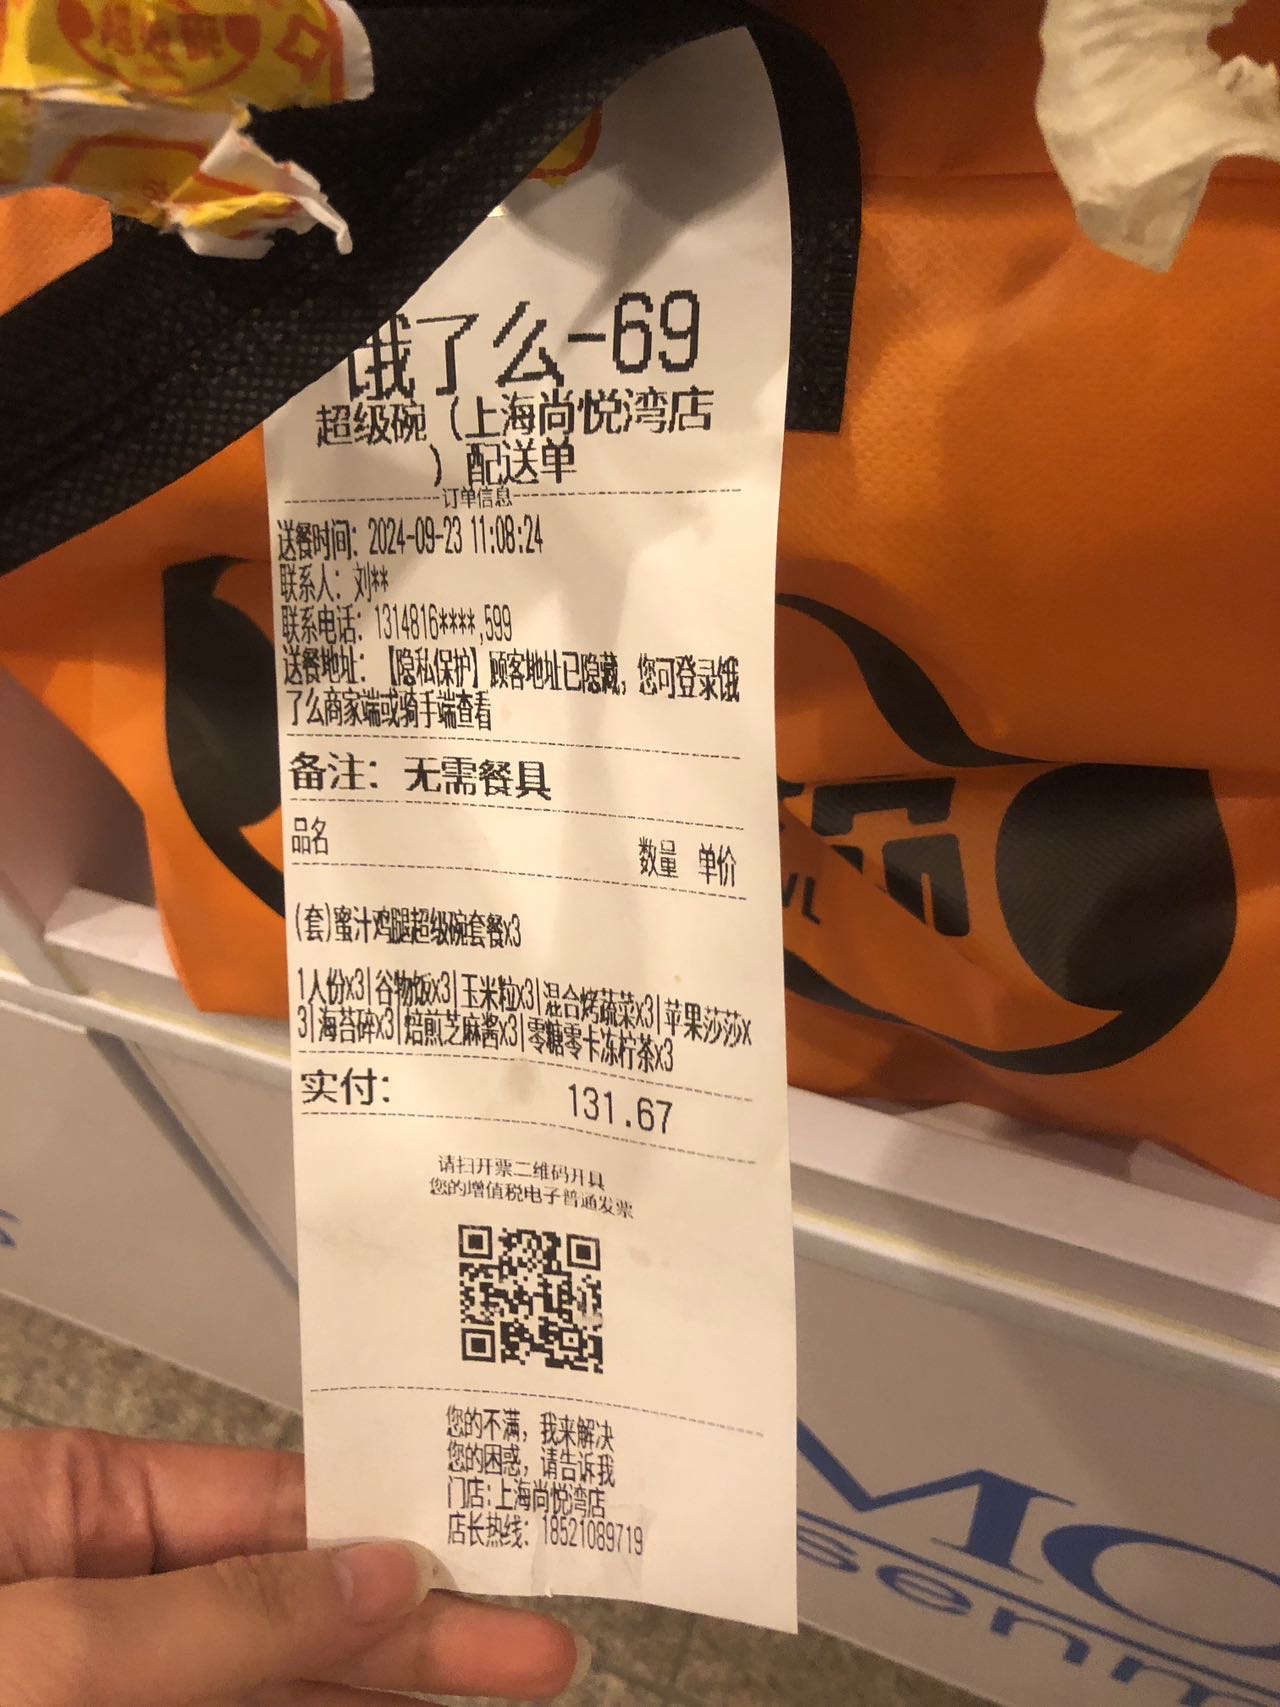 饿了么-69
超级碗（上海尚悦湾店
）配送单
订单信息
送餐时间：2024-09-23 11:08:24
联系人：刘**
联系电话：1314816****,599
送餐地址：【隐私保护】顾客地址已隐藏，您可登录饿
了么商家端或骑手端查看
备注：无需餐具
品名 数量 单价
(套)蜜汁鸡腿超级碗套餐x3
1人份x3|谷物饭x3|玉米粒x3|混合烤蔬菜x3|苹果莎莎x
3|海苔碎x3|焙煎芝麻酱x3|零糖零卡冻柠茶x3
实付： 131.67
请扫开票二维码开具
您的增值税电子普通发票
您的不满，我来解决
您的困惑，请告诉我
门店:上海尚悦湾店
店长热线：18521089719